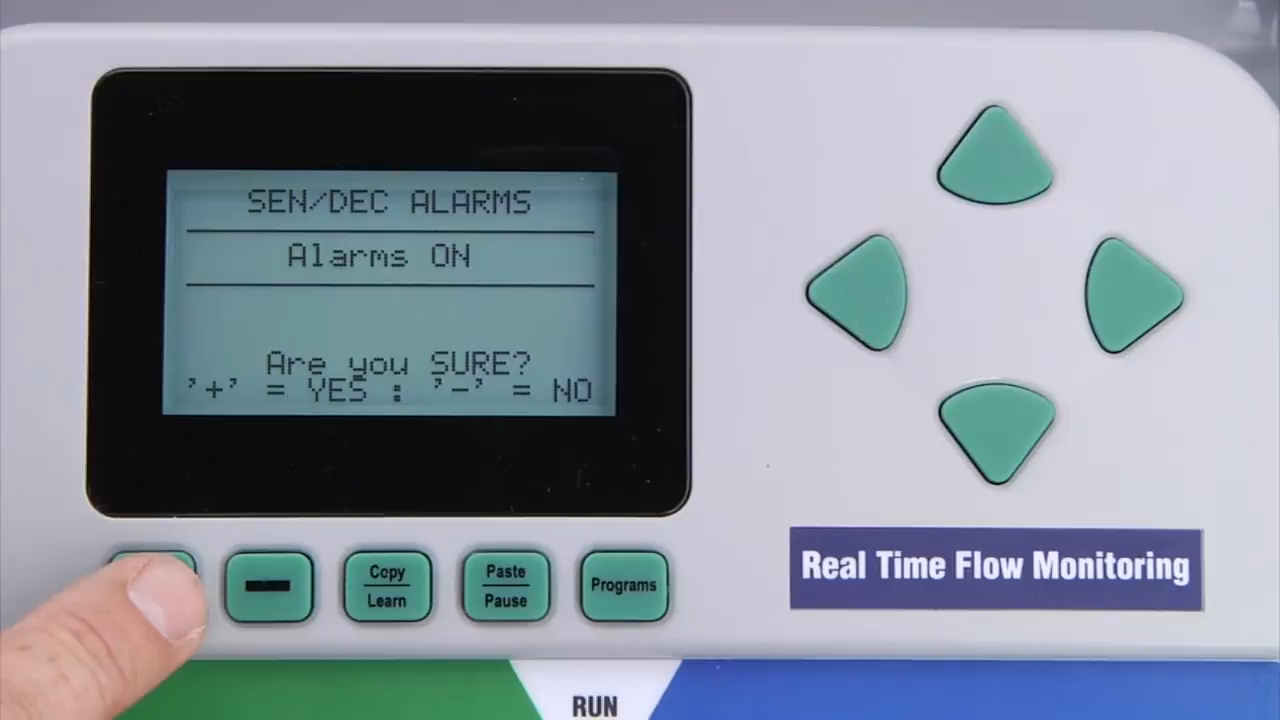 SEN/DEC ALARMS
Alarms ON
Are you SURE?
'+' = YES : '-' = NO
Copy
Learn
Paste
Pause
Programs
Real Time Flow Monitoring
RUN